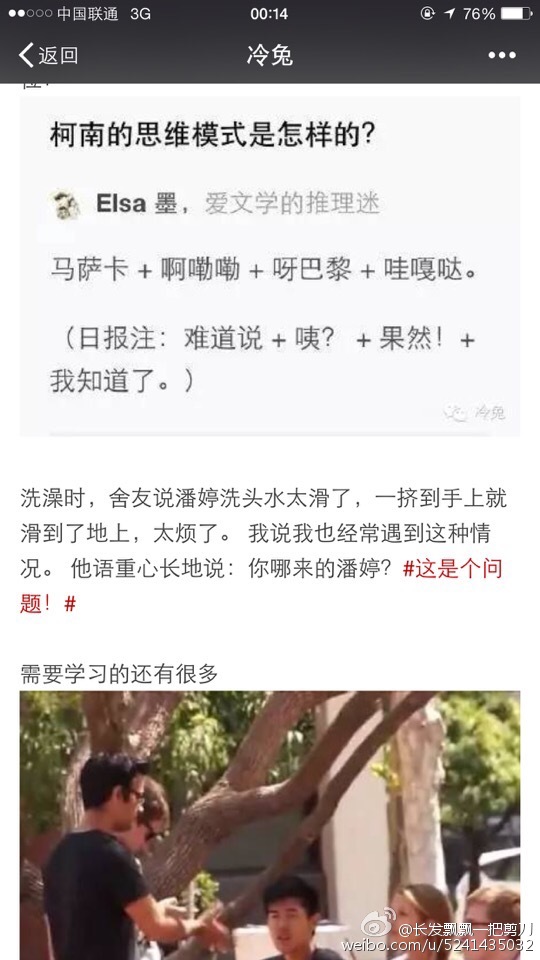 中国联通 3G 00:14 76%
返回 冷兔
柯南的思维模式是怎样的?
Elsa 墨，爱文学的推理迷
马萨卡 + 啊嘞嘞 + 呀巴黎 + 哇嘎哒。
（日报注：难道说 + 咦？ + 果然！+
我知道了。）
冷兔
洗澡时，舍友说潘婷洗头水太滑了，一挤到手上就
滑到了地上，太烦了。 我说我也经常遇到这种情
况。 他语重心长地说：你哪来的潘婷？#这是个问
题！#
需要学习的还有很多
@长发飘飘一把剪刀
weibo.com/u/5241435032